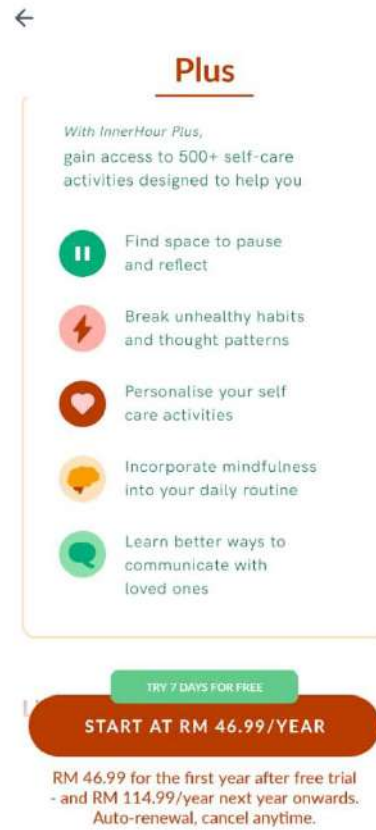 Plus
With InnerHour Plus,
gain access to 500+ self-care
activities designed to help you
Find space to pause
and reflect
Break unhealthy habits
and thought patterns
Personalise your self
care activities
Incorporate mindfulness
into your daily routine
Learn better ways to
communicate with
loved ones
TRY 7 DAYS FOR FREE
START AT RM 46.99/YEAR
RM 46.99 for the first year after free trial
- and RM 114.99/year next year onwards.
Auto-renewal, cancel anytime.